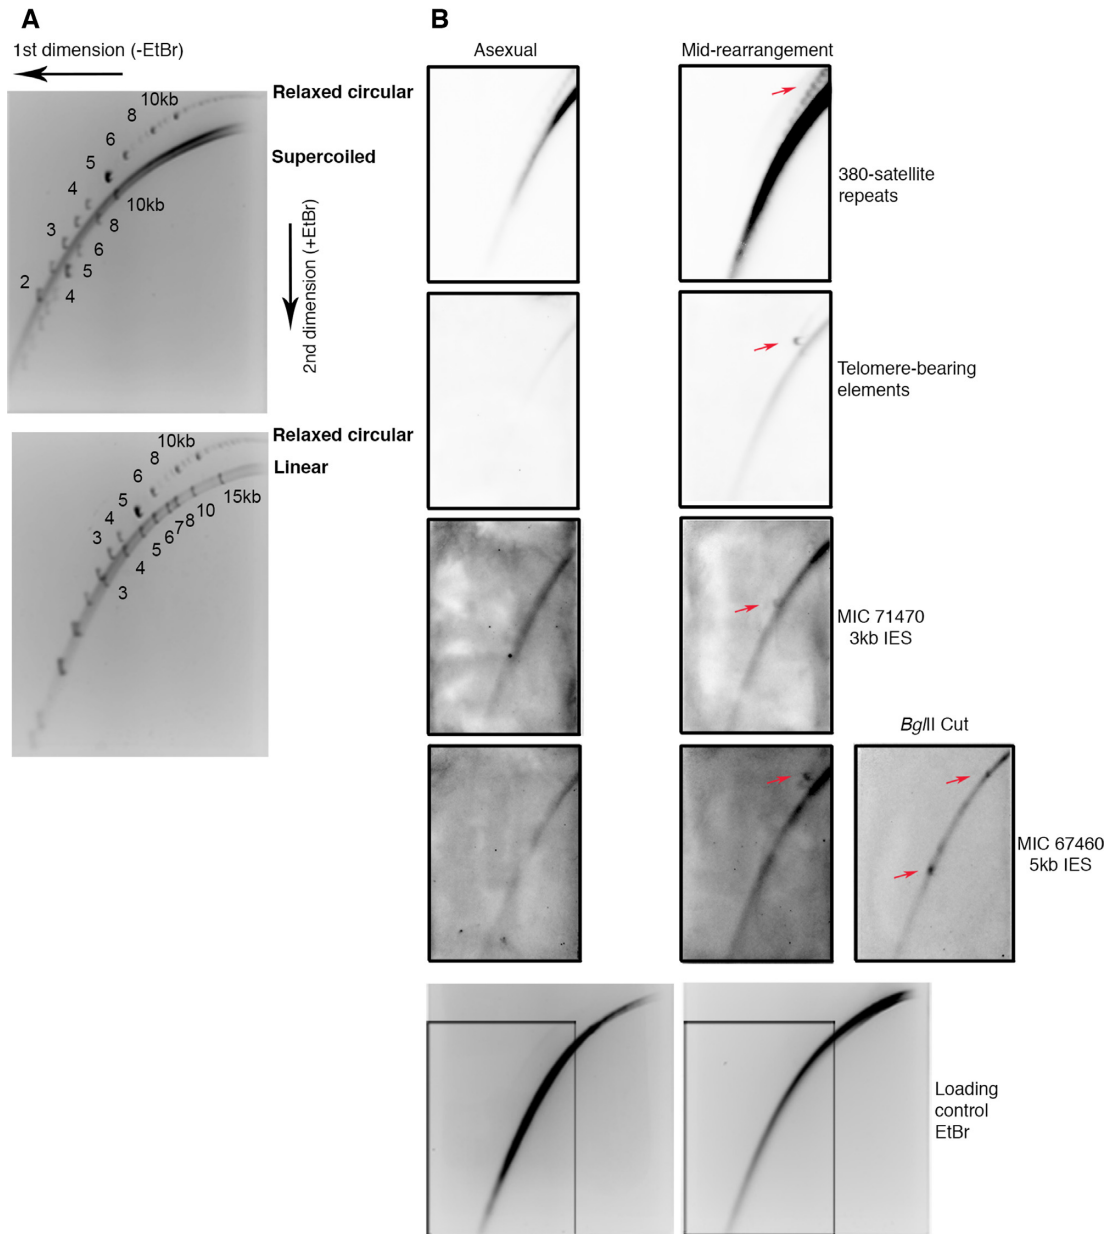 A
1st dimension (-EtBr)
Relaxed circular
10kb
8
6
5
4
3
2
Supercoiled
10kb
8
6
5
4
2nd dimension (+EtBr)
Relaxed circular
10kb
8
6
5
4
3
Linear
15kb
10
8
7
6
5
4
3
B
Asexual
Mid-rearrangement
380-satellite
repeats
Telomere-bearing
elements
MIC 71470
3kb IES
BglII Cut
MIC 67460
5kb IES
Loading
control
EtBr